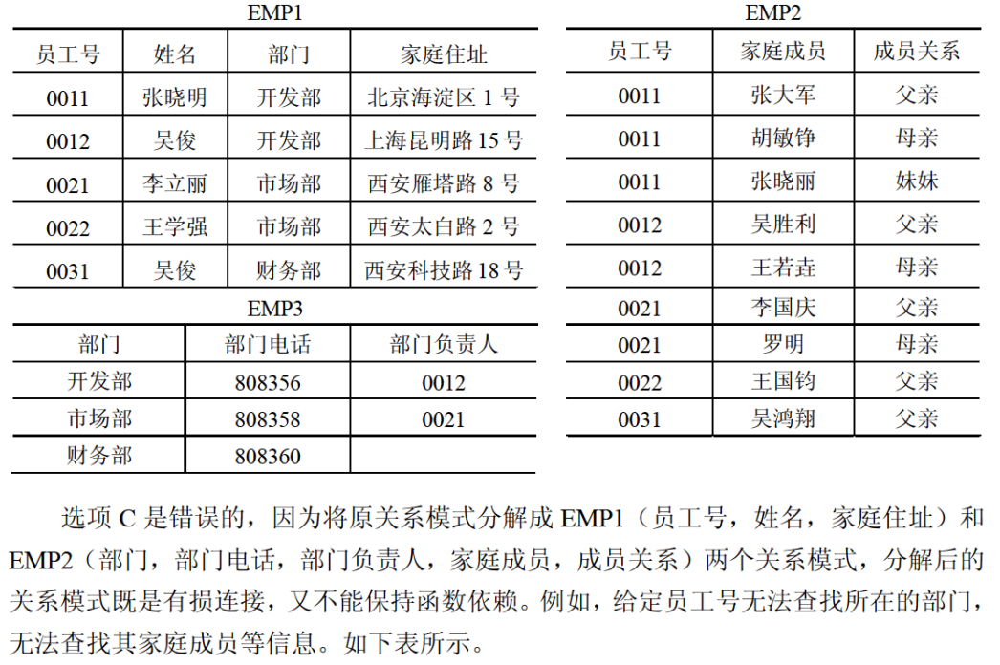 EMP1
员工号 姓名 部门 家庭住址
0011 张晓明 开发部 北京海淀区 1 号
0012 吴俊 开发部 上海昆明路 15 号
0021 李立丽 市场部 西安雁塔路 8 号
0022 王学强 市场部 西安太白路 2 号
0031 吴俊 财务部 西安科技路 18 号
EMP3
部门 部门电话 部门负责人
开发部 808356 0012
市场部 808358 0021
财务部 808360
EMP2
员工号 家庭成员 成员关系
0011 张大军 父亲
0011 胡敏铮 母亲
0011 张晓丽 妹妹
0012 吴胜利 父亲
0012 王若垚 母亲
0021 李国庆 父亲
0021 罗明 母亲
0022 王国钧 父亲
0031 吴鸿翔 父亲
选项 C 是错误的，因为将原关系模式分解成 EMP1（员工号，姓名，家庭住址）和
EMP2（部门，部门电话，部门负责人，家庭成员，成员关系）两个关系模式，分解后的
关系模式既是有损连接，又不能保持函数依赖。例如，给定员工号无法查找所在的部门，
无法查找其家庭成员等信息。如下表所示。